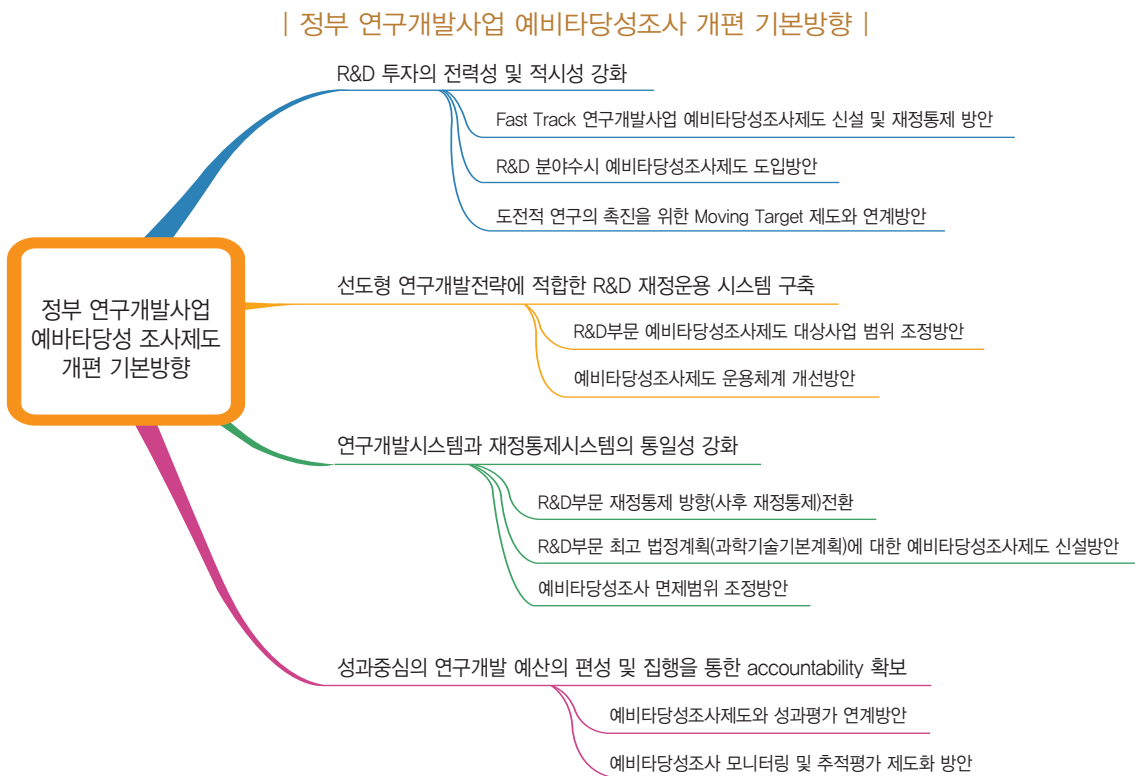 | 정부 연구개발사업 예비타당성조사 개편 기본방향 |
R&D 투자의 전력성 및 적시성 강화
Fast Track 연구개발사업 예비타당성조사제도 신설 및 재정통제 방안
R&D 분야수시 예비타당성조사제도 도입방안
도전적 연구의 촉진을 위한 Moving Target 제도와 연계방안
정부 연구개발사업
예바타당성 조사제도
개편 기본방향
선도형 연구개발전략에 적합한 R&D 재정운용 시스템 구축
R&D부문 예비타당성조사제도 대상사업 범위 조정방안
예비타당성조사제도 운용체계 개선방안
연구개발시스템과 재정통제시스템의 통일성 강화
R&D부문 재정통제 방향(사후 재정통제)전환
R&D부문 최고 법정계획(과학기술기본계획)에 대한 예비타당성조사제도 신설방안
예비타당성조사 면제범위 조정방안
성과중심의 연구개발 예산의 편성 및 집행을 통한 accountability 확보
예비타당성조사제도와 성과평가 연계방안
예비타당성조사 모니터링 및 추적평가 제도화 방안